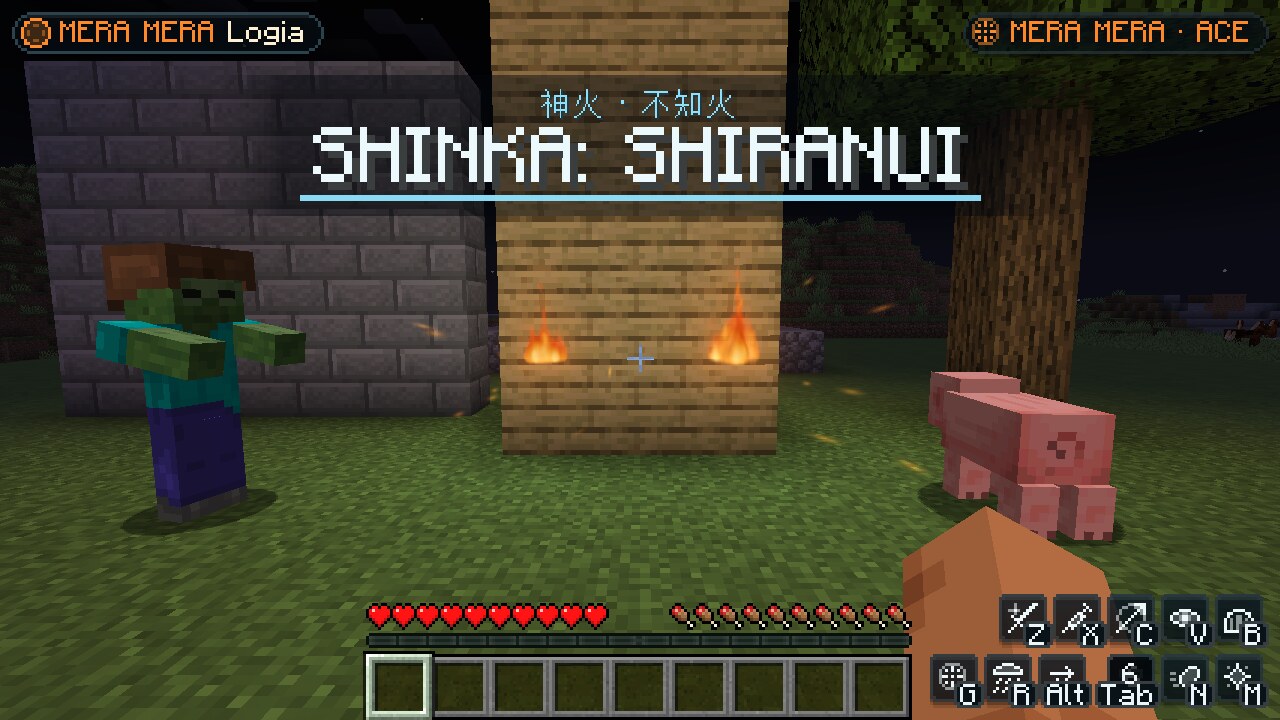 MERA MERA Logia
MERA MERA · ACE
神火·不知火
SHINKA: SHIRANUI
Z X C V B
G R Alt 6 Tab N M